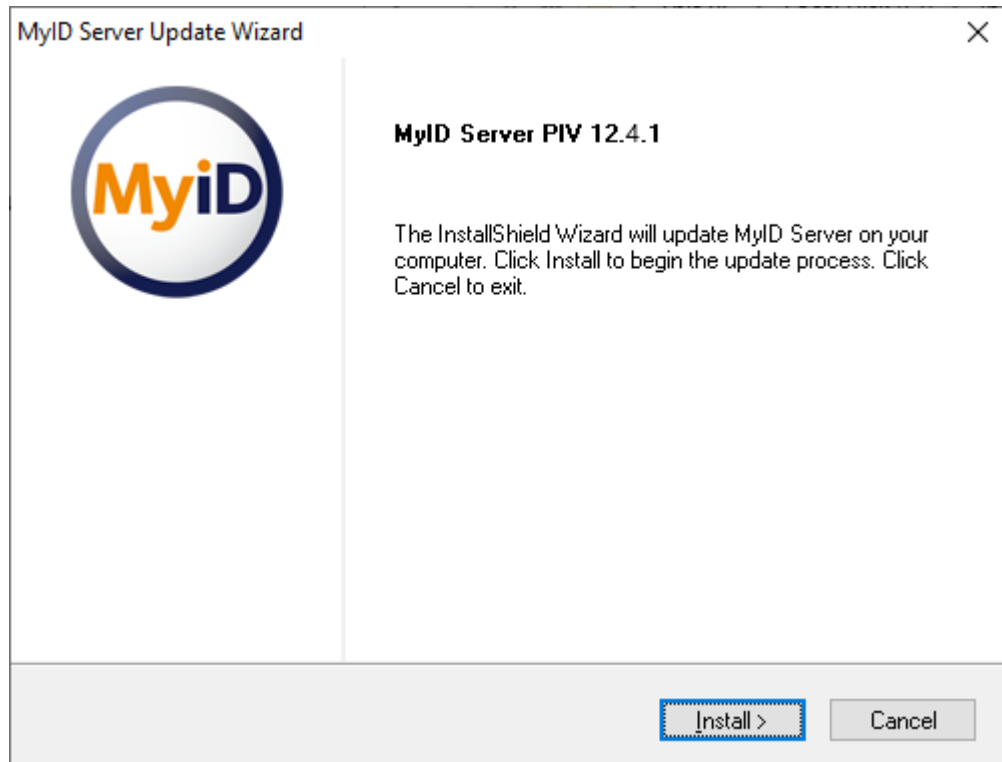 MyID Server Update Wizard
MyiD
MyID Server PIV 12.4.1
The InstallShield Wizard will update MyID Server on your
computer. Click Install to begin the update process. Click
Cancel to exit.
Install >
Cancel